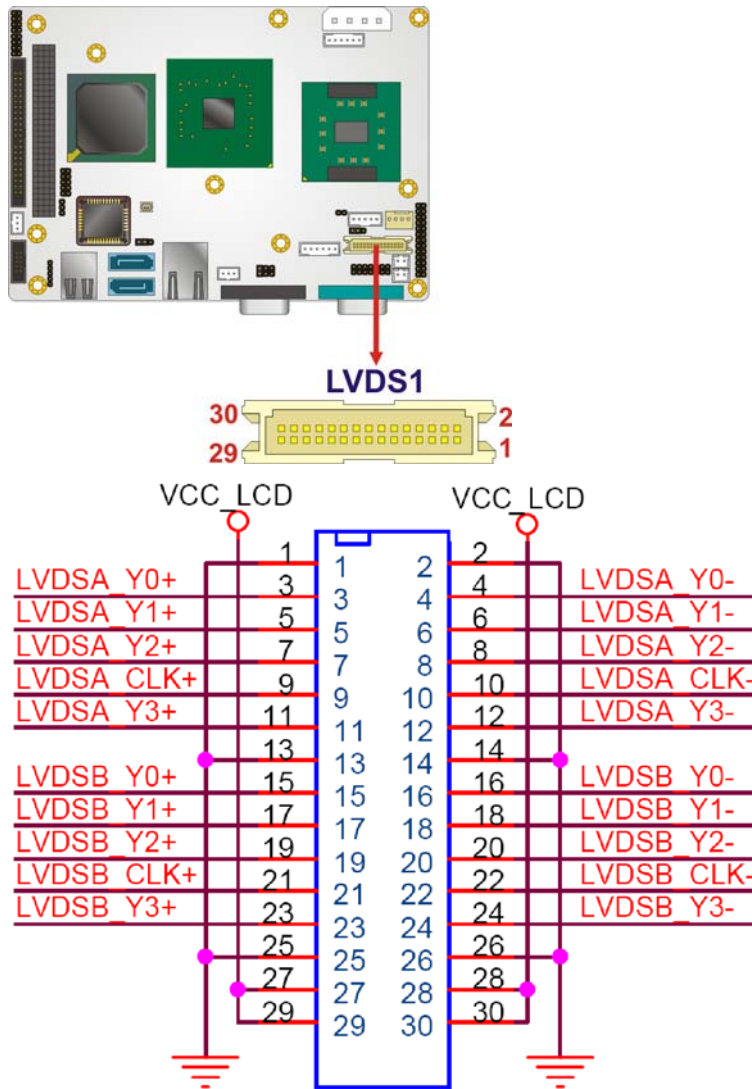 LVDS1
30 2
29 1
VCC_LCD VCC_LCD
1 1 2 2
LVDSA_Y0+ 3 3 4 4 LVDSA_Y0-
LVDSA_Y1+ 5 5 6 6 LVDSA_Y1-
LVDSA_Y2+ 7 7 8 8 LVDSA_Y2-
LVDSA_CLK+ 9 9 10 10 LVDSA_CLK-
LVDSA_Y3+ 11 11 12 12 LVDSA_Y3-
13 13 14 14
LVDSB_Y0+ 15 15 16 16 LVDSB_Y0-
LVDSB_Y1+ 17 17 18 18 LVDSB_Y1-
LVDSB_Y2+ 19 19 20 20 LVDSB_Y2-
LVDSB_CLK+ 21 21 22 22 LVDSB_CLK-
LVDSB_Y3+ 23 23 24 24 LVDSB_Y3-
25 25 26 26
27 27 28 28
29 29 30 30